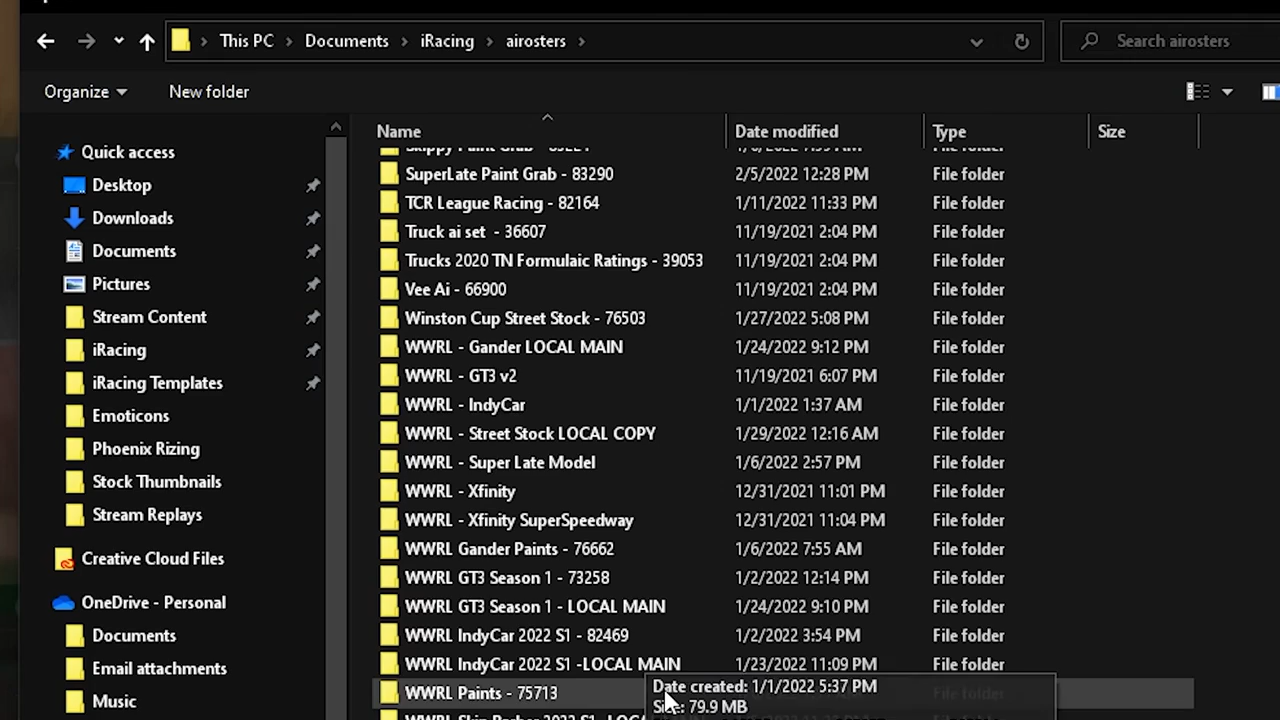 This PC > Documents > iRacing > airosters >
Search airosters
Organize
New folder
Name
Date modified
Type
Size
Quick access
Desktop
Downloads
Documents
Pictures
Stream Content
iRacing
iRacing Templates
Emoticons
Phoenix Rizing
Stock Thumbnails
Stream Replays
Creative Cloud Files
OneDrive - Personal
Documents
Email attachments
Music
SuperLate Paint Grab - 83290 2/5/2022 12:28 PM File folder
TCR League Racing - 82164 1/11/2022 11:33 PM File folder
Truck ai set  - 36607 11/19/2021 2:04 PM File folder
Trucks 2020 TN Formulaic Ratings - 39053 11/19/2021 2:04 PM File folder
Vee Ai - 66900 11/19/2021 2:04 PM File folder
Winston Cup Street Stock - 76503 1/27/2022 5:08 PM File folder
WWRL - Gander LOCAL MAIN 1/24/2022 9:12 PM File folder
WWRL - GT3 v2 11/19/2021 6:07 PM File folder
WWRL - IndyCar 1/1/2022 1:37 AM File folder
WWRL - Street Stock LOCAL COPY 1/29/2022 12:16 AM File folder
WWRL - Super Late Model 1/6/2022 2:57 PM File folder
WWRL - Xfinity 12/31/2021 11:01 PM File folder
WWRL - Xfinity SuperSpeedway 12/31/2021 11:04 PM File folder
WWRL Gander Paints - 76662 1/6/2022 7:55 AM File folder
WWRL GT3 Season 1 - 73258 1/2/2022 12:14 PM File folder
WWRL GT3 Season 1 - LOCAL MAIN 1/24/2022 9:10 PM File folder
WWRL IndyCar 2022 S1 - 82469 1/2/2022 3:54 PM File folder
WWRL IndyCar 2022 S1 -LOCAL MAIN 1/23/2022 11:09 PM File folder
WWRL Paints - 75713
Date created: 1/1/2022 5:37 PM
Size: 79.9 MB